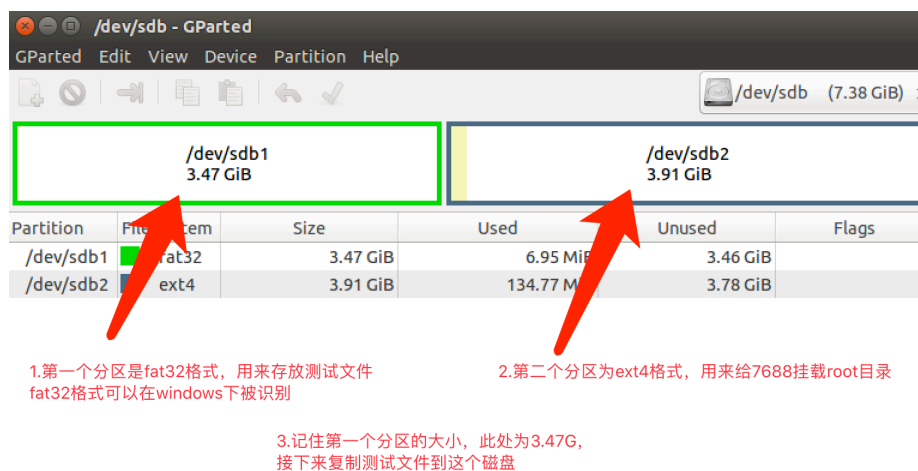 /dev/sdb - GParted
GParted Edit View Device Partition Help
/dev/sdb (7.38 GiB)
/dev/sdb1
3.47 GiB
/dev/sdb2
3.91 GiB
Partition Size Used Unused Flags
/dev/sdb1 fat32 3.47 GiB 6.95 MiB 3.46 GiB
/dev/sdb2 ext4 3.91 GiB 134.77 3.78 GiB
1.第一个分区是fat32格式，用来存放测试文件
fat32格式可以在windows下被识别
2.第二个分区为ext4格式，用来给7688挂载root目录
3.记住第一个分区的大小，此处为3.47G，
接下来复制测试文件到这个磁盘